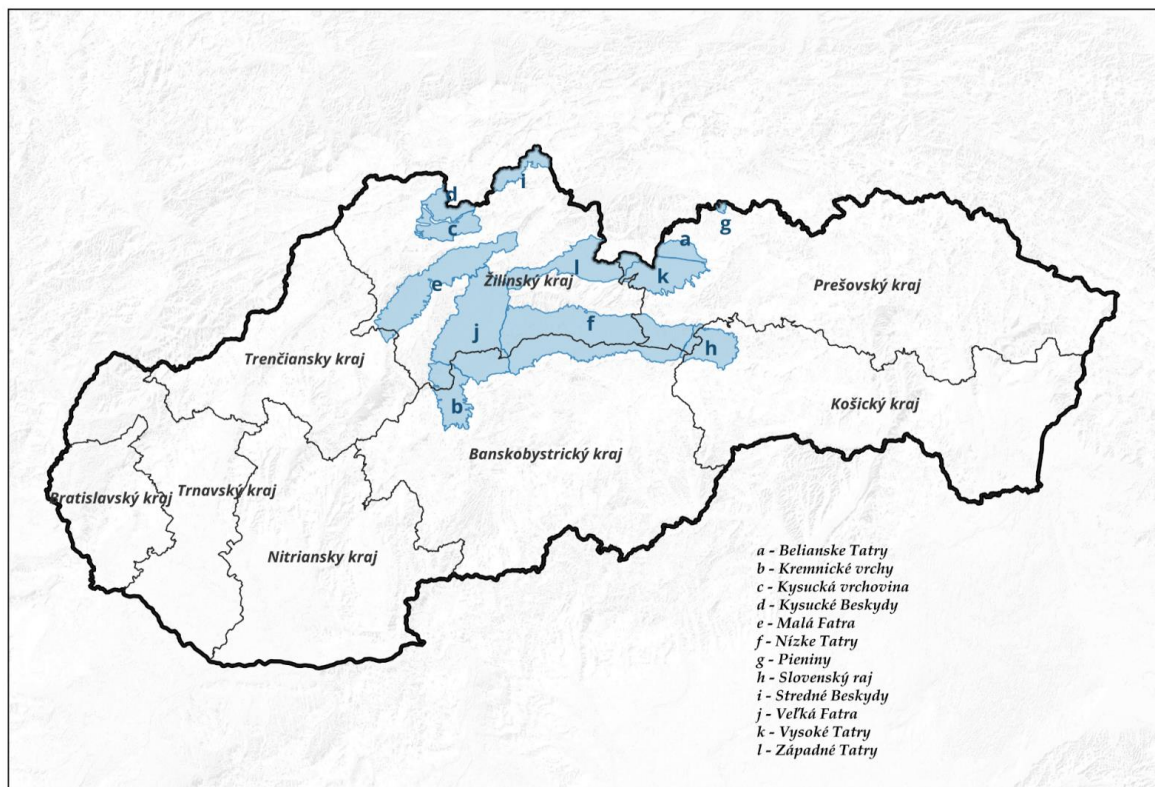 i
d
g
c
a
l
k
e
Žilinský kraj
Prešovský kraj
f
j
h
Trenčiansky kraj
b
Košický kraj
Banskobystrický kraj
Bratislavský kraj
Trnavský kraj
Nitriansky kraj
a - Belianske Tatry
b - Kremnické vrchy
c - Kysucká vrchovina
d - Kysucké Beskydy
e - Malá Fatra
f - Nízke Tatry
g - Pieniny
h - Slovenský raj
i - Stredné Beskydy
j - Veľká Fatra
k - Vysoké Tatry
l - Západné Tatry